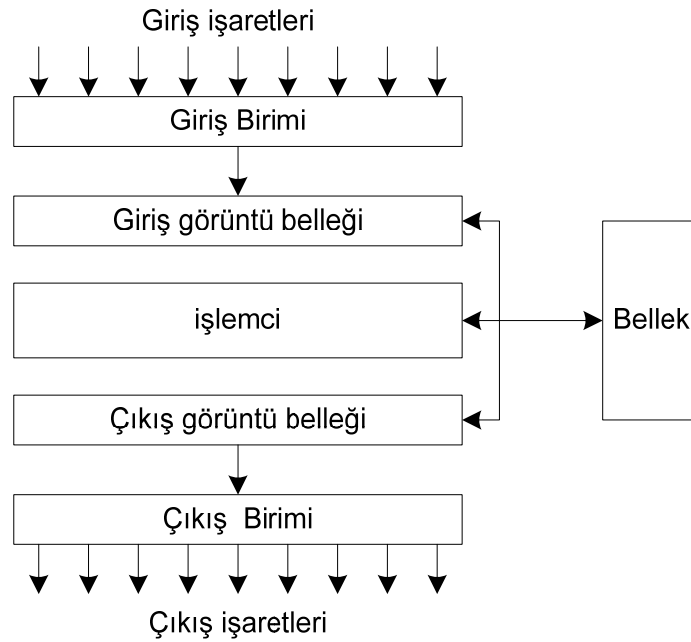 Giriş işaretleri
Giriş Birimi
Giriş görüntü belleği
işlemci
Bellek
Çıkış görüntü belleği
Çıkış Birimi
Çıkış işaretleri